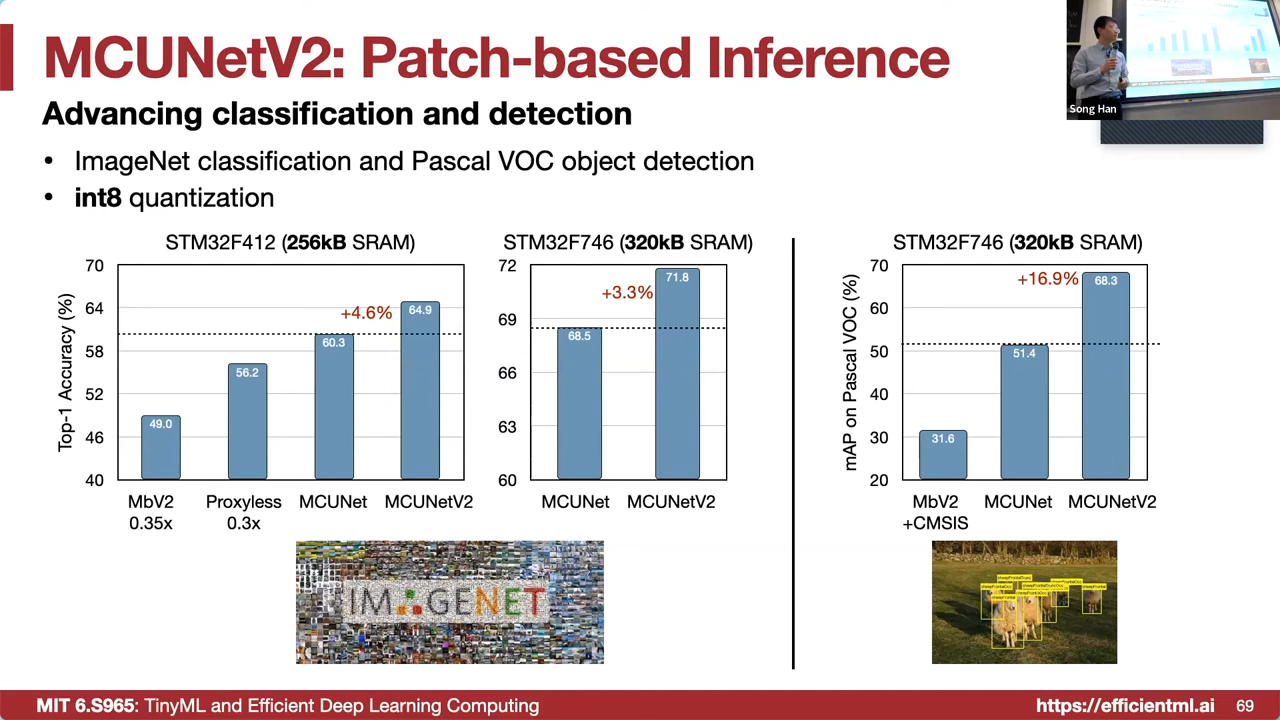 MCUNetV2: Patch-based Inference
Song Han
Advancing classification and detection
• ImageNet classification and Pascal VOC object detection
• int8 quantization
STM32F412 (256kB SRAM)
Top-1 Accuracy (%)
70
64
58
52
46
40
49.0
56.2
60.3
64.9
+4.6%
MbV2
0.35x
Proxyless
0.3x
MCUNet
MCUNetV2
STM32F746 (320kB SRAM)
72
69
66
63
60
68.5
71.8
+3.3%
MCUNet
MCUNetV2
STM32F746 (320kB SRAM)
mAP on Pascal VOC (%)
70
60
50
40
30
20
31.6
51.4
68.3
+16.9%
MbV2
+CMSIS
MCUNet
MCUNetV2
IMAGENET
MIT 6.S965: TinyML and Efficient Deep Learning Computing
https://efficientml.ai
69